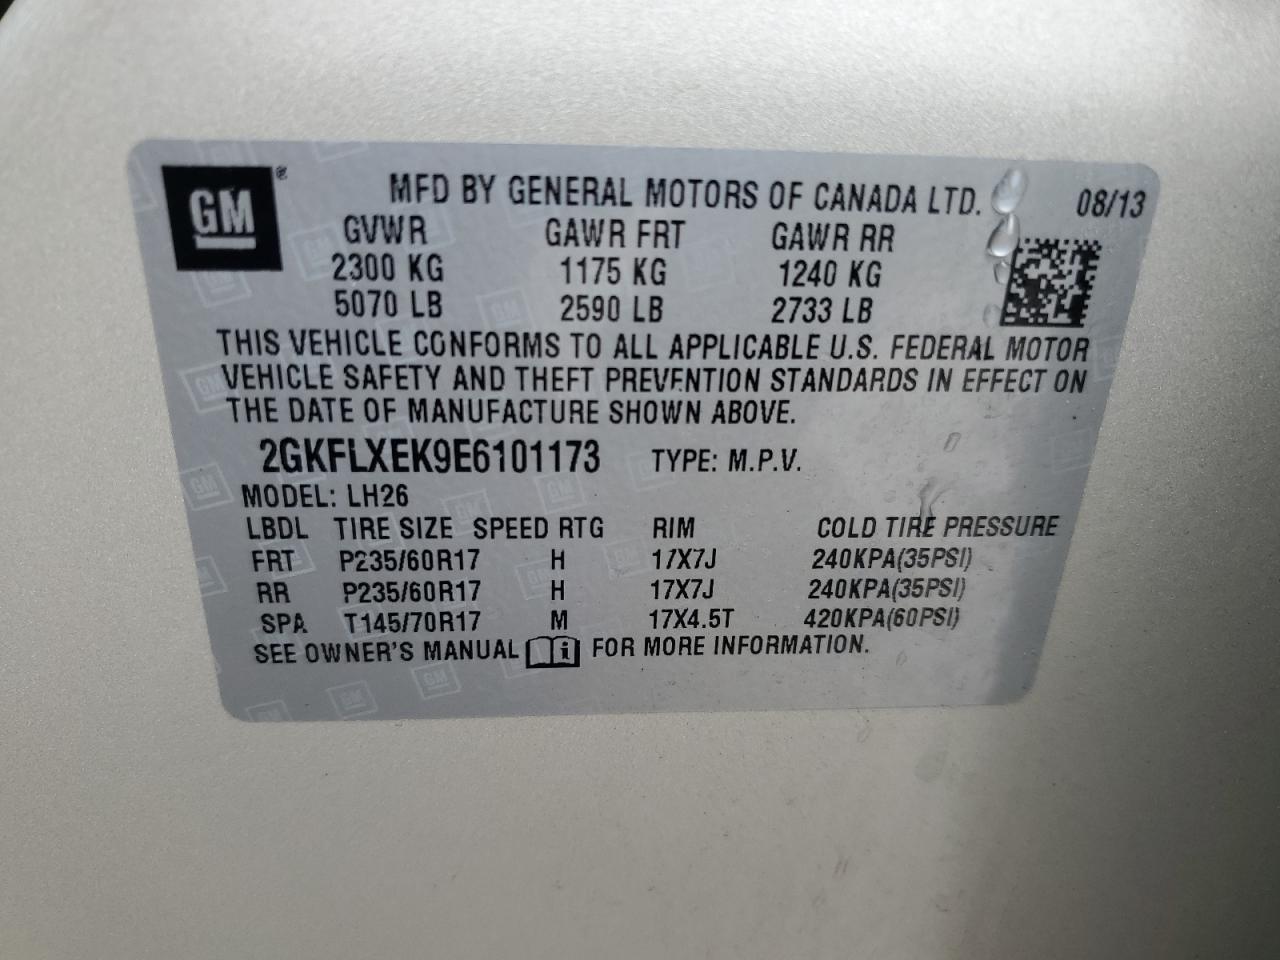 GM®
MFD BY GENERAL MOTORS OF CANADA LTD. 08/13
GVWR GAWR FRT GAWR RR
2300 KG 1175 KG 1240 KG
5070 LB 2590 LB 2733 LB
THIS VEHICLE CONFORMS TO ALL APPLICABLE U.S. FEDERAL MOTOR
VEHICLE SAFETY AND THEFT PREVENTION STANDARDS IN EFFECT ON
THE DATE OF MANUFACTURE SHOWN ABOVE.
2GKFLXEK9E6101173 TYPE: M.P.V.
MODEL: LH26
LBDL TIRE SIZE SPEED RTG RIM COLD TIRE PRESSURE
FRT P235/60R17 H 17X7J 240KPA(35PSI)
RR P235/60R17 H 17X7J 240KPA(35PSI)
SPA T145/70R17 M 17X4.5T 420KPA(60PSI)
SEE OWNER'S MANUAL i FOR MORE INFORMATION.